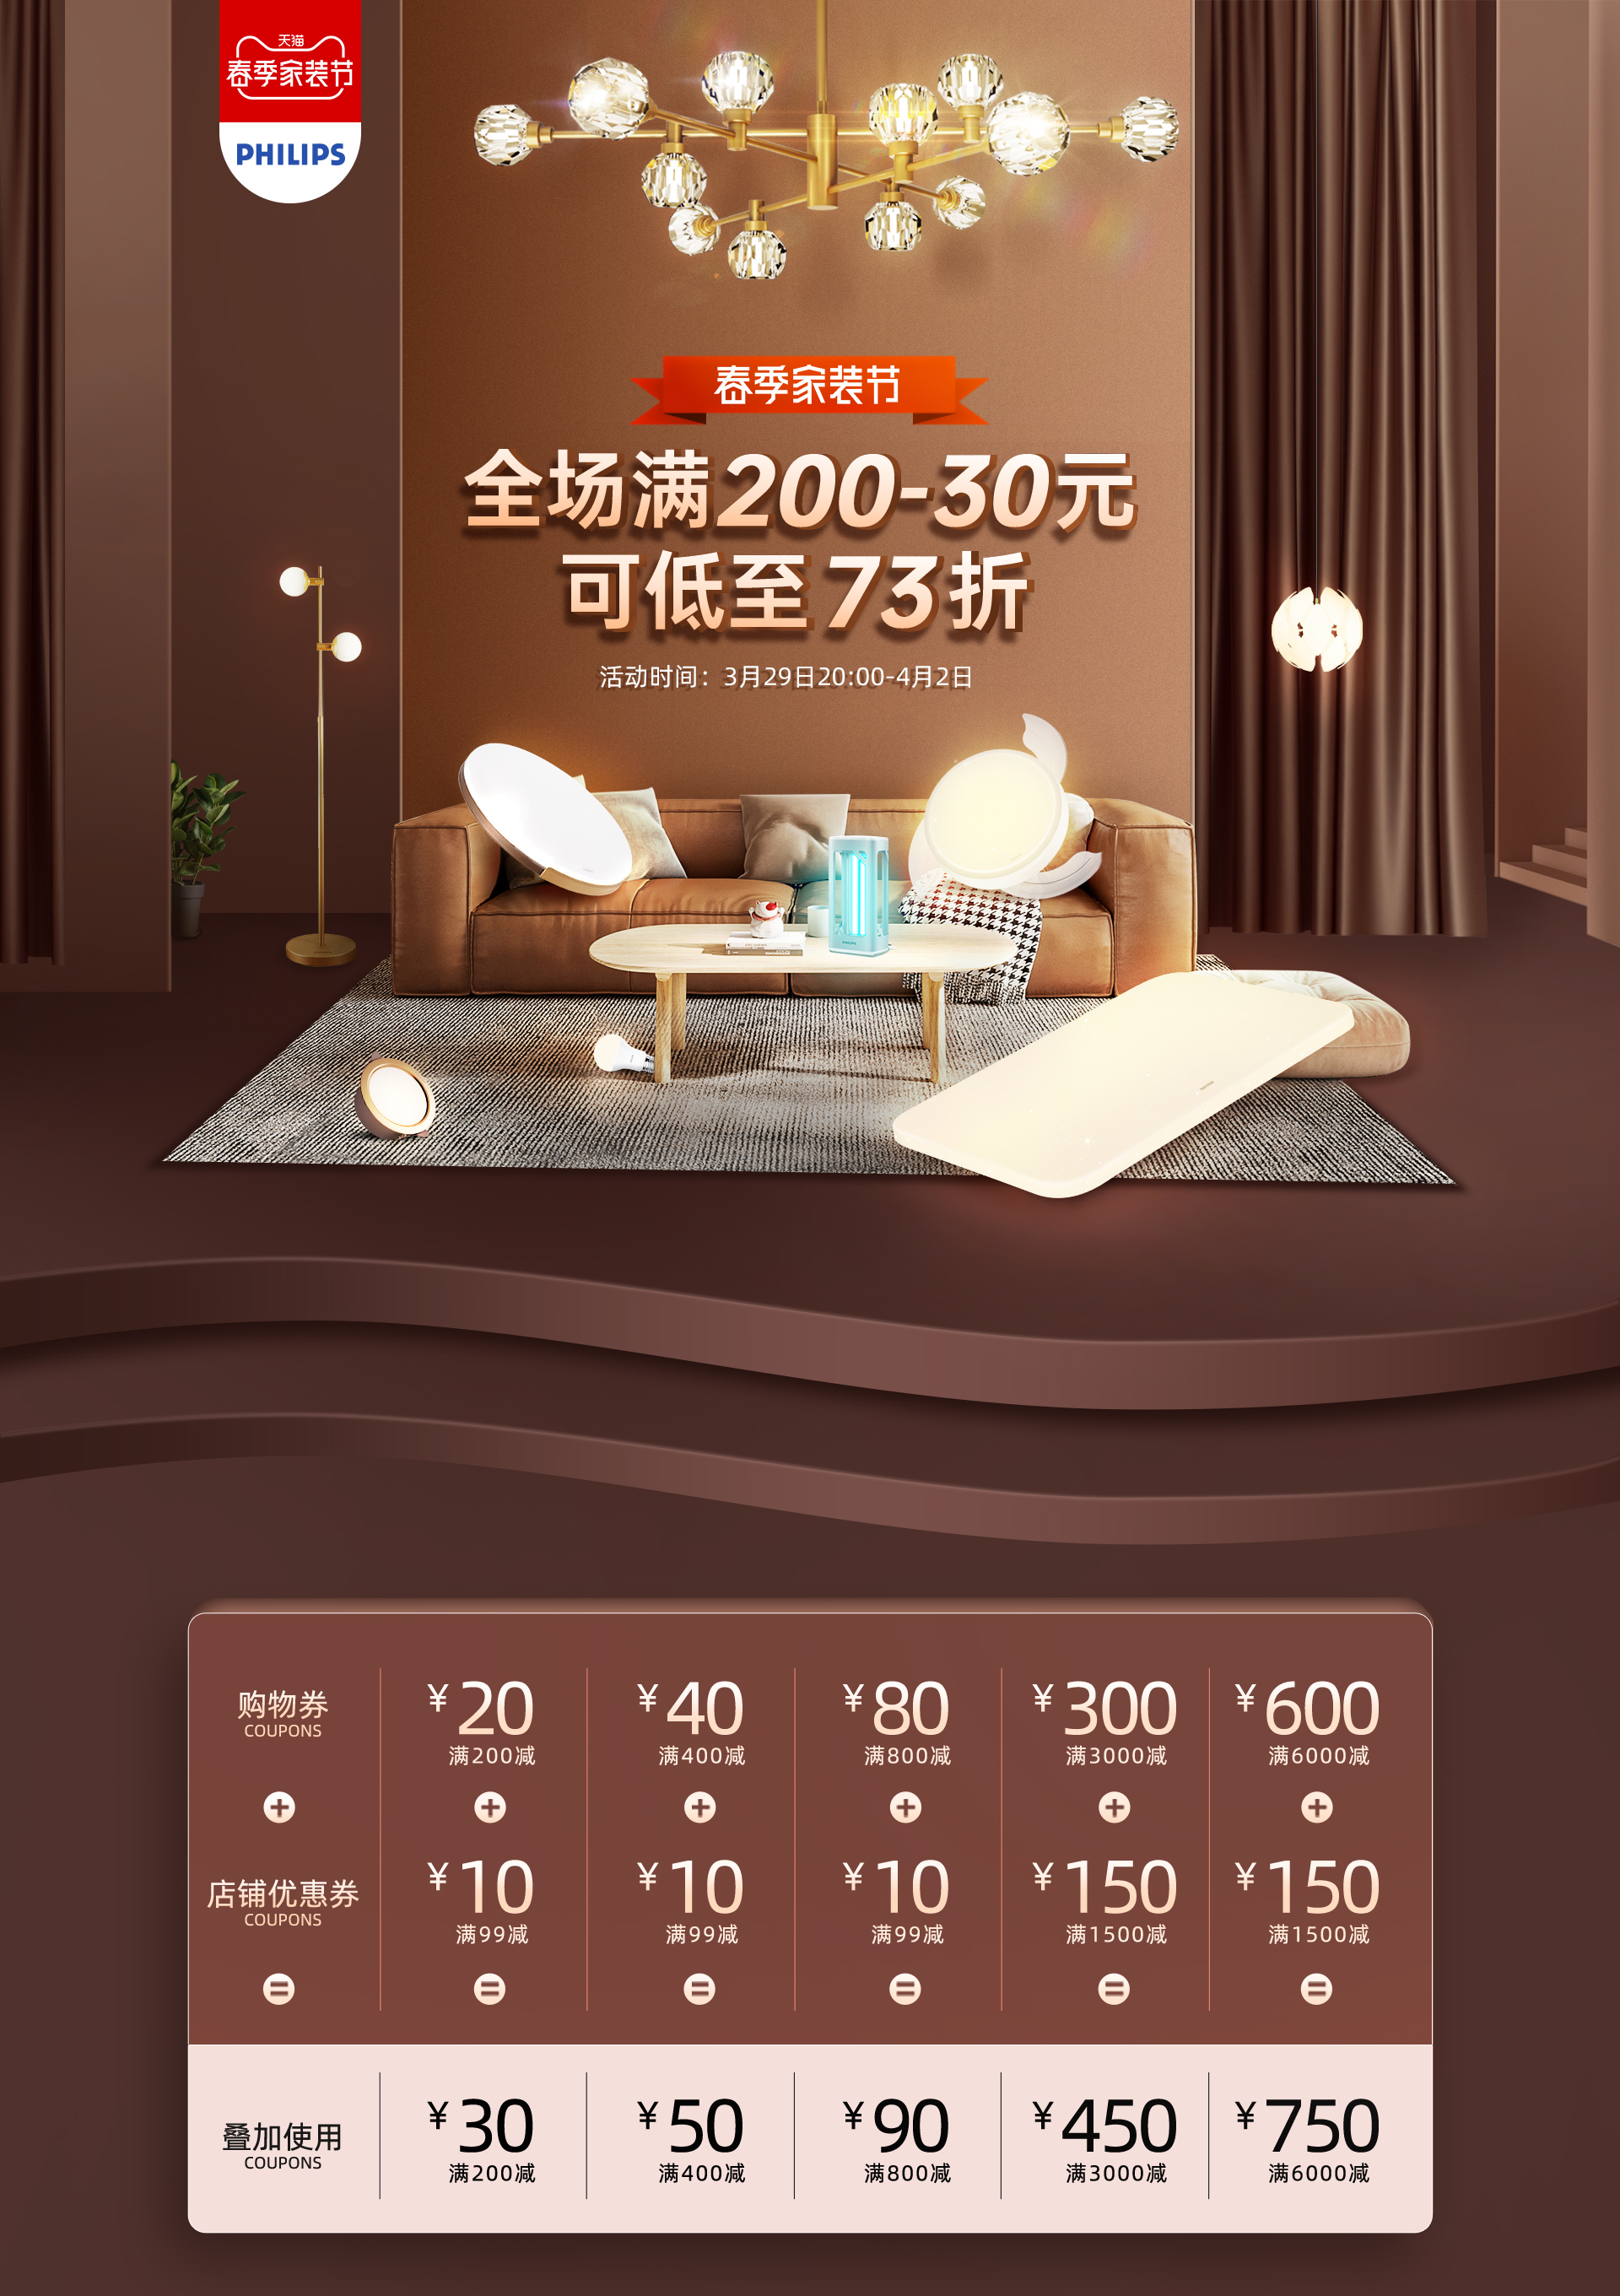 天猫
春季家装节
PHILIPS
春季家装节
全场满200-30元
可低至73折
活动时间：3月29日20:00-4月2日
购物券
COUPONS
¥20
满200减
¥40
满400减
¥80
满800减
¥300
满3000减
¥600
满6000减
+ + + + + +
店铺优惠券
COUPONS
¥10
满99减
¥10
满99减
¥10
满99减
¥150
满1500减
¥150
满1500减
= = = = = =
叠加使用
COUPONS
¥30
满200减
¥50
满400减
¥90
满800减
¥450
满3000减
¥750
满6000减